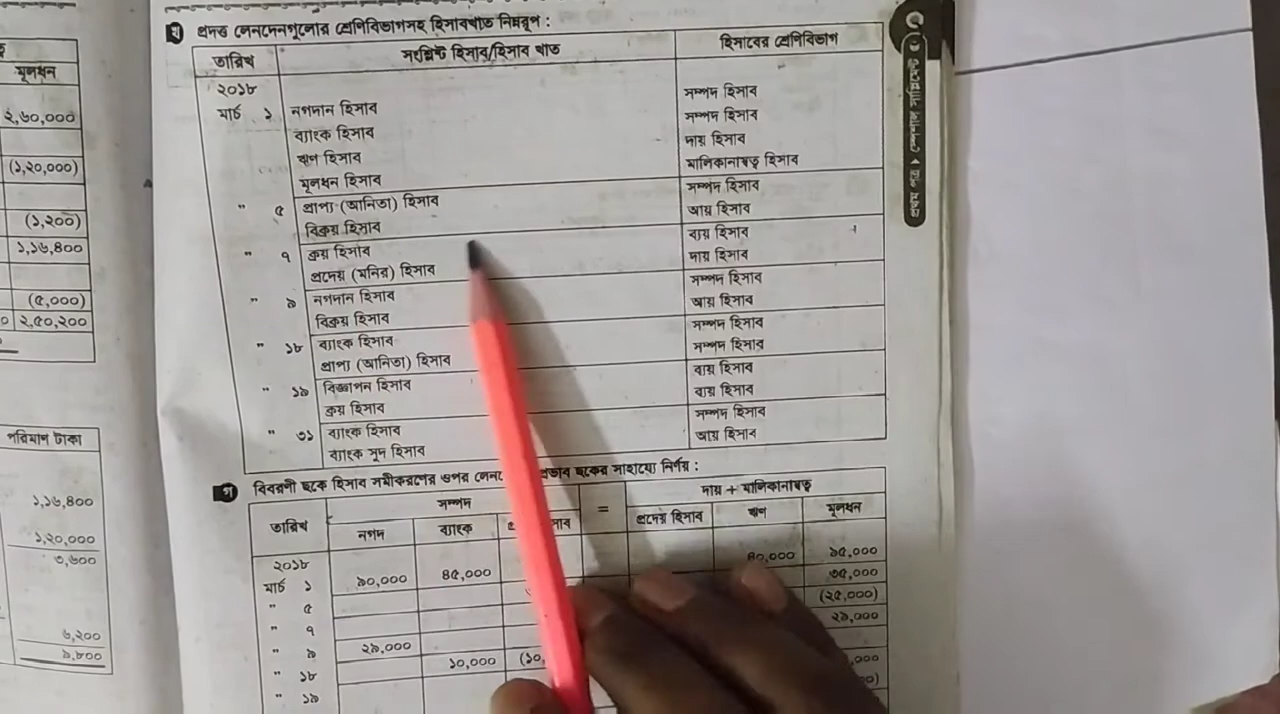 খ প্রদত্ত লেনদেনগুলোর শ্রেণিবিভাগসহ হিসাবখাত নিম্নরূপ :
তারিখ সংশ্লিষ্ট হিসাব/হিসাব খাত হিসাবের শ্রেণিবিভাগ
২০১৮
মার্চ ১ নগদান হিসাব সম্পদ হিসাব
ব্যাংক হিসাব সম্পদ হিসাব
ঋণ হিসাব দায় হিসাব
মূলধন হিসাব মালিকানাস্বত্ব হিসাব
" ৫ প্রাপ্য (আনিতা) হিসাব সম্পদ হিসাব
বিক্রয় হিসাব আয় হিসাব
" ৭ ক্রয় হিসাব ব্যয় হিসাব
প্রদেয় (মনির) হিসাব দায় হিসাব
" ৯ নগদান হিসাব সম্পদ হিসাব
বিক্রয় হিসাব আয় হিসাব
" ১৮ ব্যাংক হিসাব সম্পদ হিসাব
প্রাপ্য (আনিতা) হিসাব সম্পদ হিসাব
" ১৯ বিজ্ঞাপন হিসাব ব্যয় হিসাব
ক্রয় হিসাব ব্যয় হিসাব
" ৩১ ব্যাংক হিসাব সম্পদ হিসাব
ব্যাংক সুদ হিসাব আয় হিসাব
গ বিবরণী ছকে হিসাব সমীকরণের ওপর প্রভাব ছকের সাহায্যে নির্ণয় :
তারিখ সম্পদ = দায় + মালিকানাস্বত্ব
নগদ ব্যাংক প্রদেয় হিসাব ঋণ মূলধন
২০১৮
মার্চ ১ ৯০,০০০ ৪৫,০০০ ৪০,০০০ ৯৫,০০০
" ৫ ৩৫,০০০
" ৭ (২৫,০০০)
" ৯ ২৯,০০০ ২৯,০০০
" ১৮ ১০,০০০
" ১৯
মূলধন
২,৬০,০০০
(১,২০,০০০)
(১,২০০)
১,১৬,৪০০
(৫,০০০)
২,৫০,২০০
পরিমাণ টাকা
১,১৬,৪০০
১,২০,০০০
৩,৬০০
৬,২০০
৯,৮০০